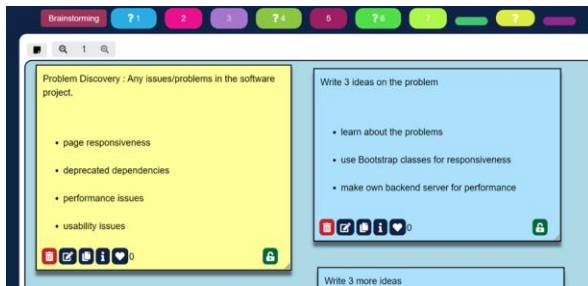 Brainstorming ? 1 2 3 ? 4 5 ? 6 7 ?
1
Problem Discovery : Any issues/problems in the software
project.
• page responsiveness
• deprecated dependencies
• performance issues
• usability issues
0
Write 3 ideas on the problem
• learn about the problems
• use Bootstrap classes for responsiveness
• make own backend server for performance
0
Write 3 more ideas